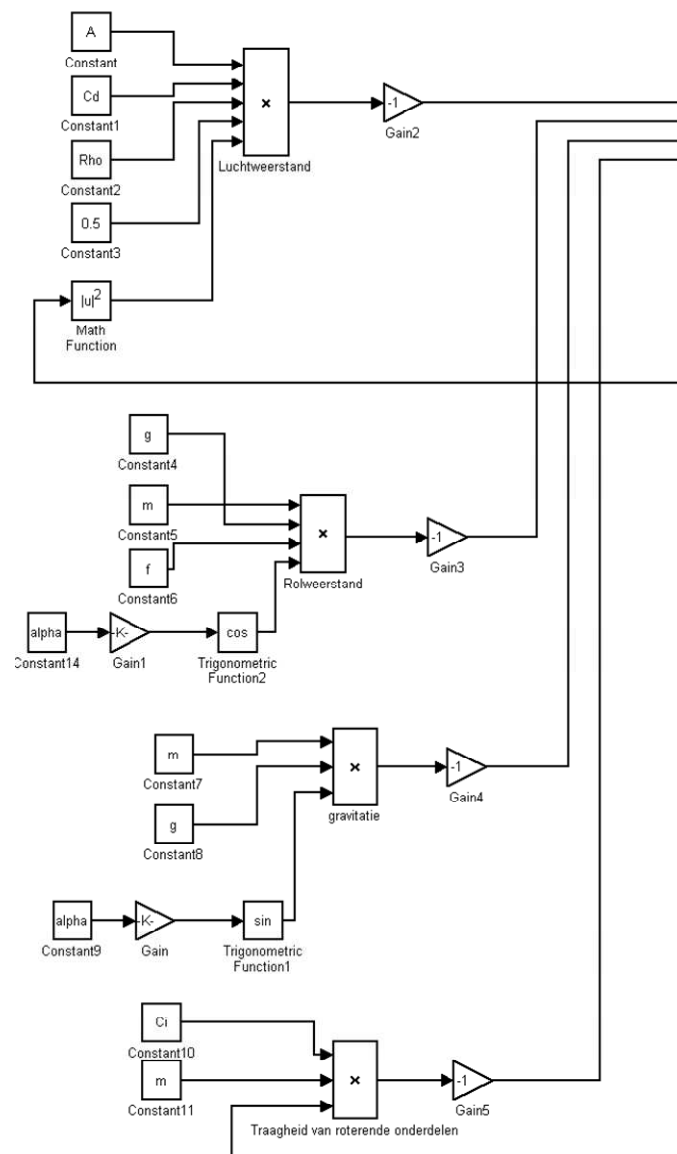 A
Constant
Cd
Constant1
Rho
Constant2
0.5
Constant3
|u|²
Math
Function
×
Luchtweerstand
-1
Gain2
g
Constant4
m
Constant5
f
Constant6
×
Rolweerstand
-1
Gain3
alpha
Constant14
-K-
Gain1
cos
Trigonometric
Function2
m
Constant7
g
Constant8
×
gravitatie
-1
Gain4
alpha
Constant9
-K-
Gain
sin
Trigonometric
Function1
Ci
Constant10
m
Constant11
×
Traagheid van roterende onderdelen
-1
Gain5